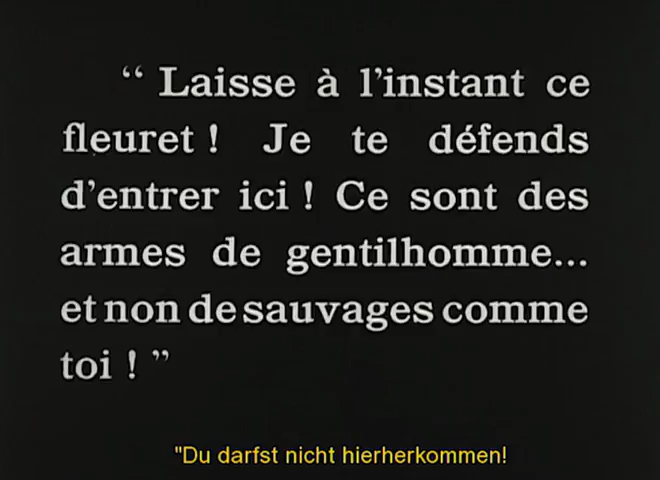 “ Laisse à l'instant ce
fleuret ! Je te défends
d'entrer ici ! Ce sont des
armes de gentilhomme...
et non de sauvages comme
toi ! ”
"Du darfst nicht hierherkommen!